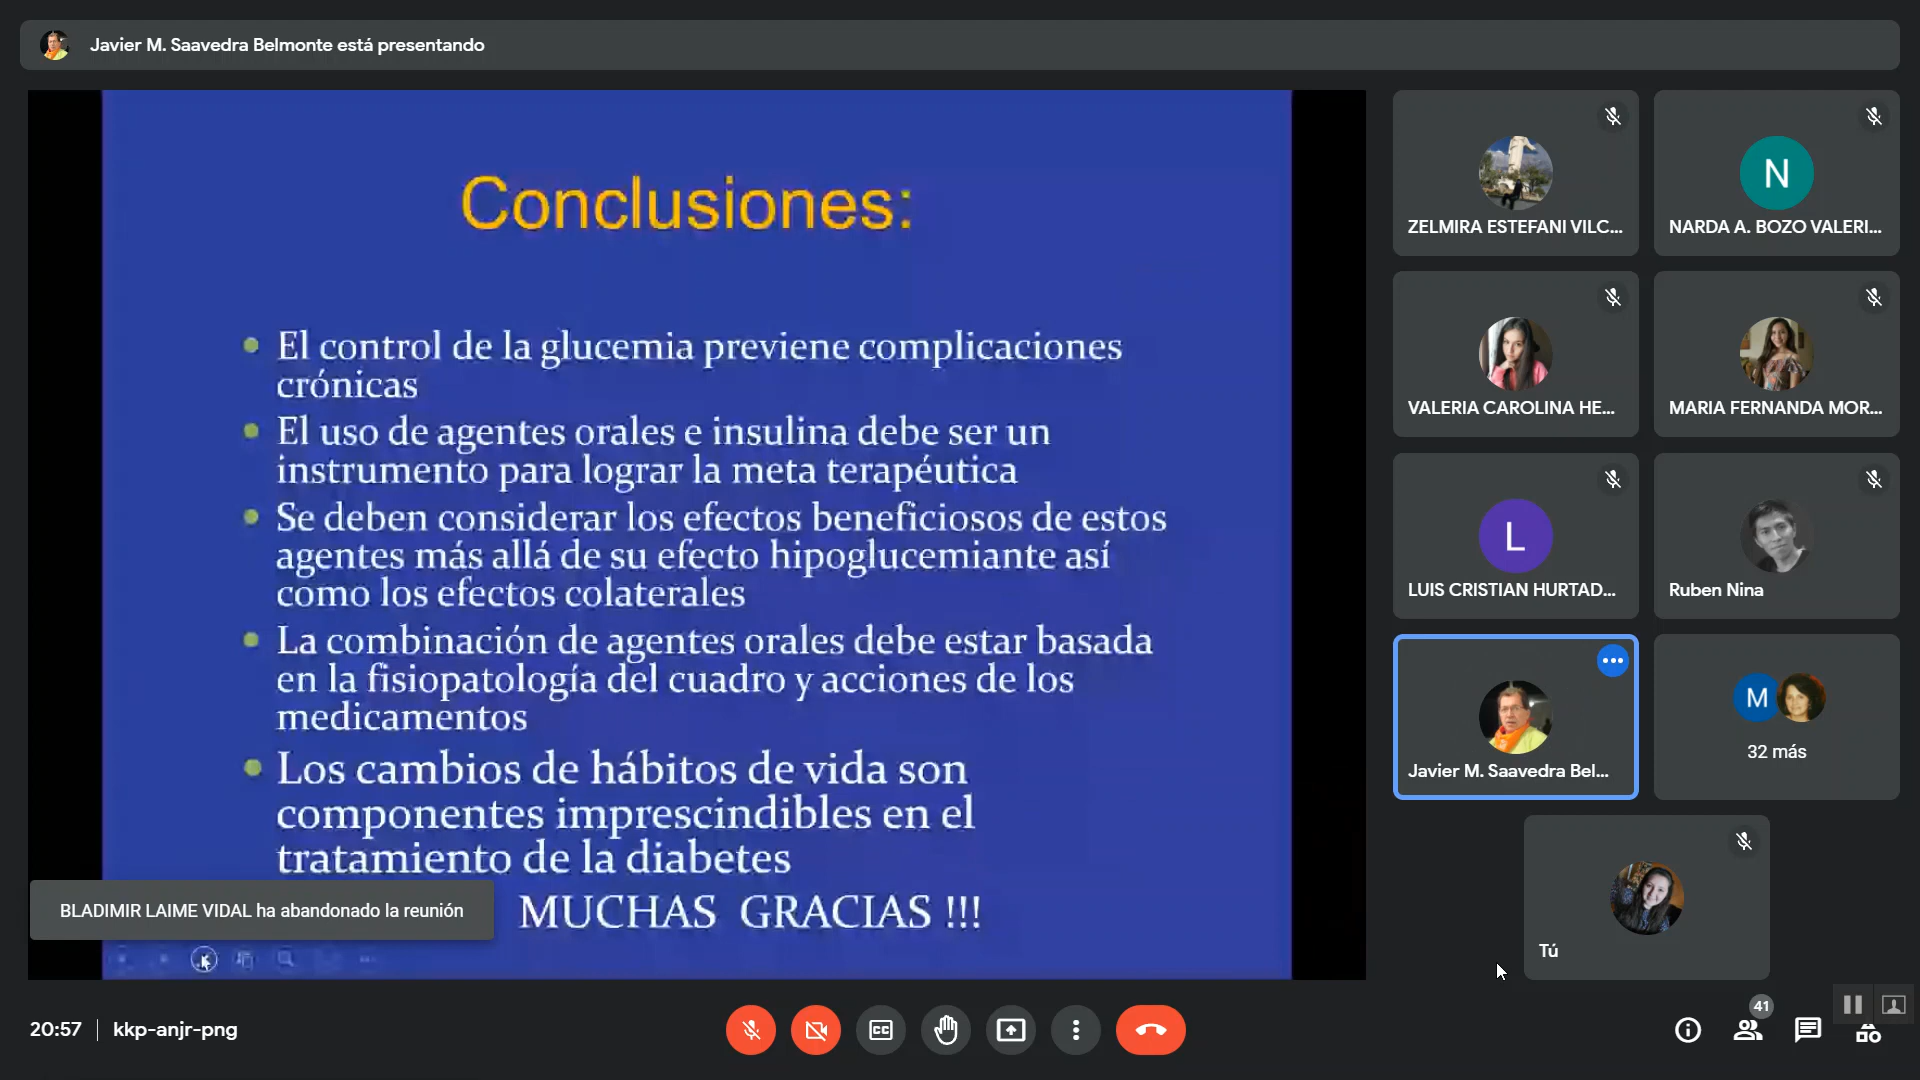 Javier M. Saavedra Belmonte está presentando
Conclusiones:
El control de la glucemia previene complicaciones
crónicas
El uso de agentes orales e insulina debe ser un
instrumento para lograr la meta terapéutica
Se deben considerar los efectos beneficiosos de estos
agentes más allá de su efecto hipoglucemiante así
como los efectos colaterales
La combinación de agentes orales debe estar basada
en la fisiopatología del cuadro y acciones de los
medicamentos
Los cambios de hábitos de vida son
componentes imprescindibles en el
tratamiento de la diabetes
MUCHAS GRACIAS !!!
BLADIMIR LAIME VIDAL ha abandonado la reunión
ZELMIRA ESTEFANI VILC...
N
NARDA A. BOZO VALERI...
VALERIA CAROLINA HE...
MARIA FERNANDA MOR...
L
LUIS CRISTIAN HURTAD...
Ruben Nina
Javier M. Saavedra Bel...
M
32 más
Tú
20:57 | kkp-anjr-png
CC
41